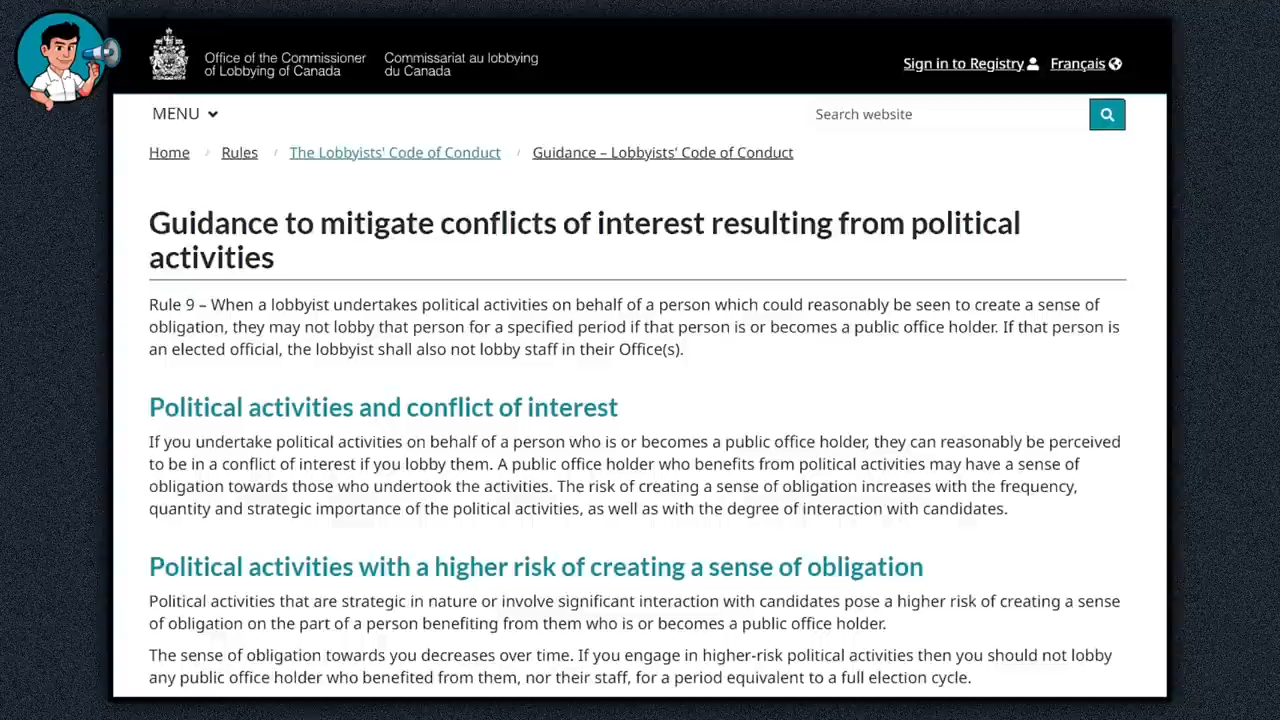 Office of the Commissioner
of Lobbying of Canada
Commissariat au lobbying
du Canada
Sign in to Registry
Français
MENU
Search website
Home / Rules / The Lobbyists' Code of Conduct / Guidance – Lobbyists' Code of Conduct
Guidance to mitigate conflicts of interest resulting from political
activities
Rule 9 – When a lobbyist undertakes political activities on behalf of a person which could reasonably be seen to create a sense of
obligation, they may not lobby that person for a specified period if that person is or becomes a public office holder. If that person is
an elected official, the lobbyist shall also not lobby staff in their Office(s).
Political activities and conflict of interest
If you undertake political activities on behalf of a person who is or becomes a public office holder, they can reasonably be perceived
to be in a conflict of interest if you lobby them. A public office holder who benefits from political activities may have a sense of
obligation towards those who undertook the activities. The risk of creating a sense of obligation increases with the frequency,
quantity and strategic importance of the political activities, as well as with the degree of interaction with candidates.
Political activities with a higher risk of creating a sense of obligation
Political activities that are strategic in nature or involve significant interaction with candidates pose a higher risk of creating a sense
of obligation on the part of a person benefiting from them who is or becomes a public office holder.
The sense of obligation towards you decreases over time. If you engage in higher-risk political activities then you should not lobby
any public office holder who benefited from them, nor their staff, for a period equivalent to a full election cycle.